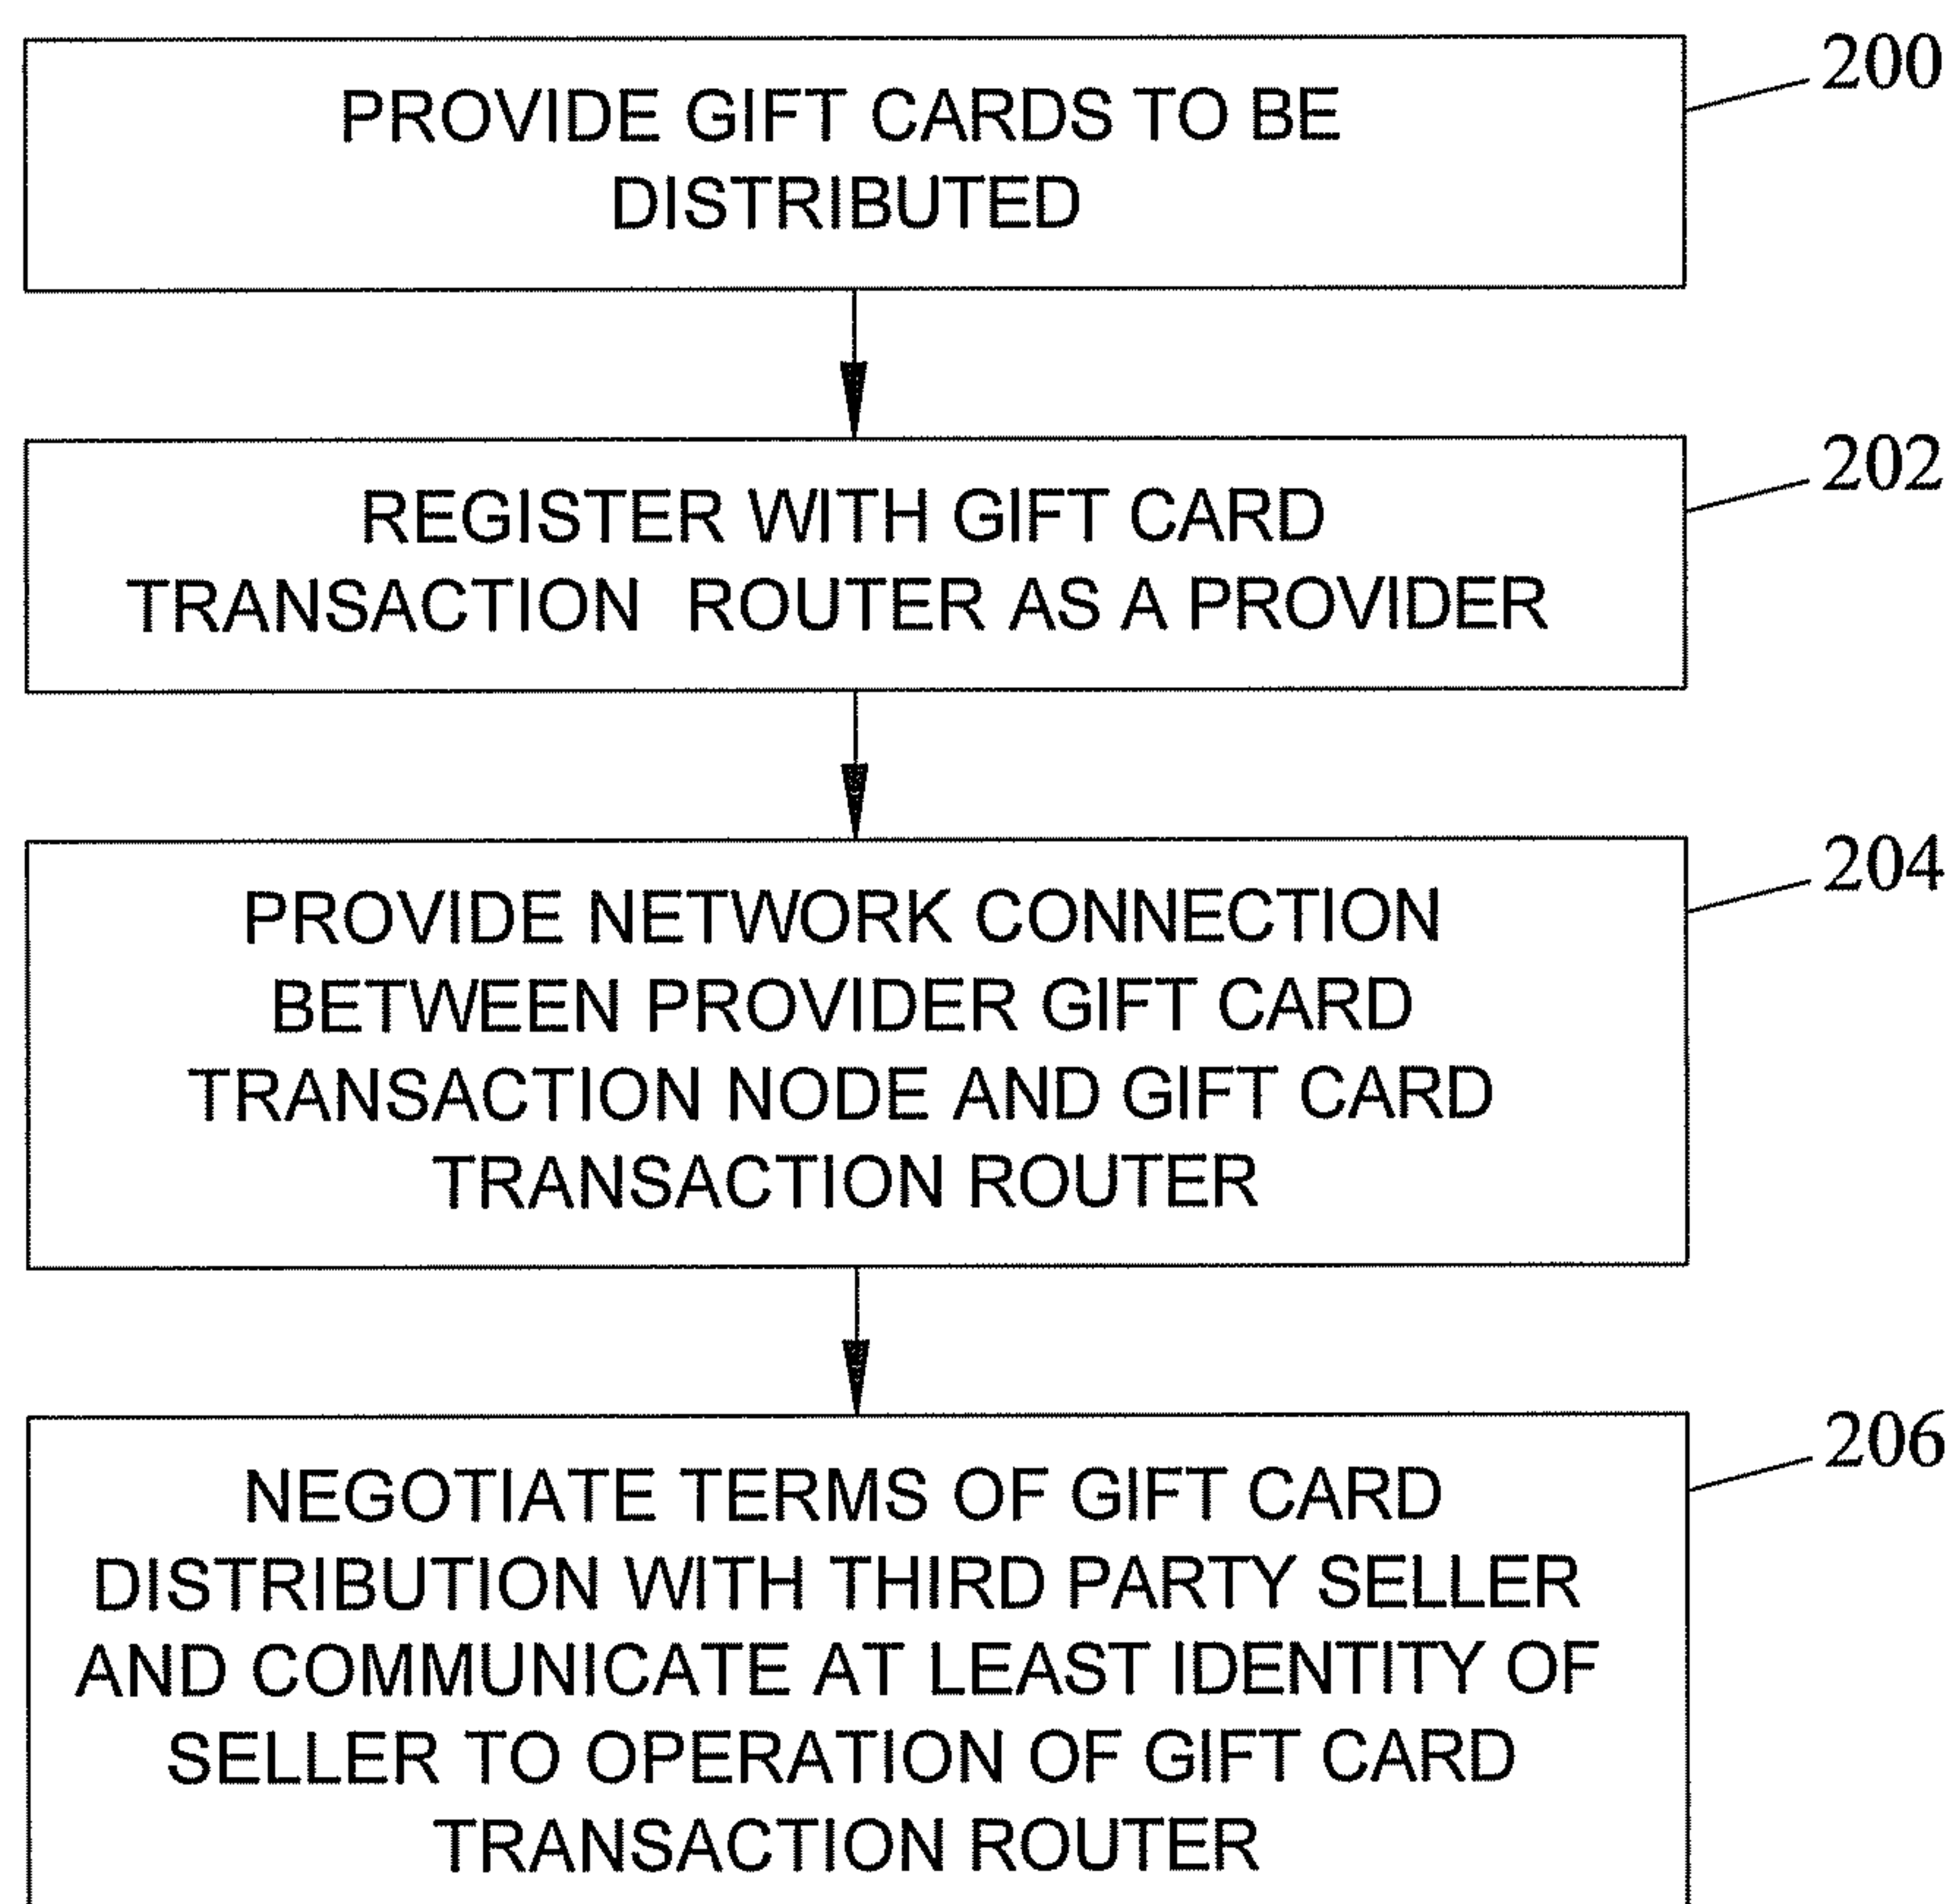 PROVIDE GIFT CARDS TO BE
DISTRIBUTED
200
REGISTER WITH GIFT CARD
TRANSACTION ROUTER AS A PROVIDER
202
PROVIDE NETWORK CONNECTION
BETWEEN PROVIDER GIFT CARD
TRANSACTION NODE AND GIFT CARD
TRANSACTION ROUTER
204
NEGOTIATE TERMS OF GIFT CARD
DISTRIBUTION WITH THIRD PARTY SELLER
AND COMMUNICATE AT LEAST IDENTITY OF
SELLER TO OPERATION OF GIFT CARD
TRANSACTION ROUTER
206